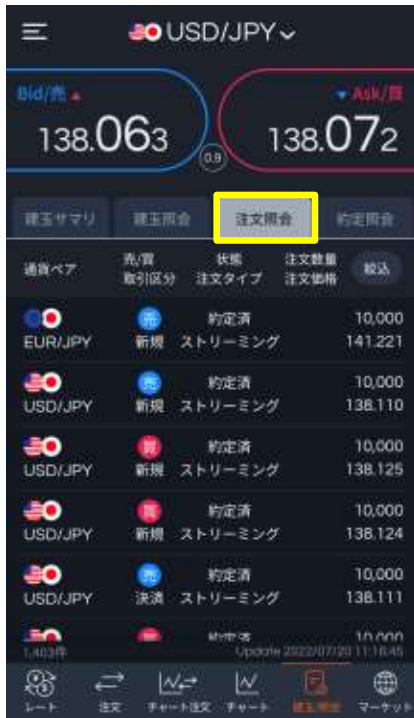 USD/JPY
Bid/売 Ask/買
138.063 138.072
0.9
建玉サマリ 建玉照会 注文照会 約定照会
通貨ペア 売/買 状態 注文数量 絞込
取引区分 注文タイプ 注文価格
売 約定済 10,000
EUR/JPY 新規 ストリーミング 141.221
売 約定済 10,000
USD/JPY 新規 ストリーミング 138.110
買 約定済 10,000
USD/JPY 新規 ストリーミング 138.125
買 約定済 10,000
USD/JPY 新規 ストリーミング 138.124
売 約定済 10,000
USD/JPY 決済 ストリーミング 138.111
約定済 10,000
1,403件 Update 2022/07/20 11:16:45
レート 注文 チャート注文 チャート 建玉/照会 マーケット